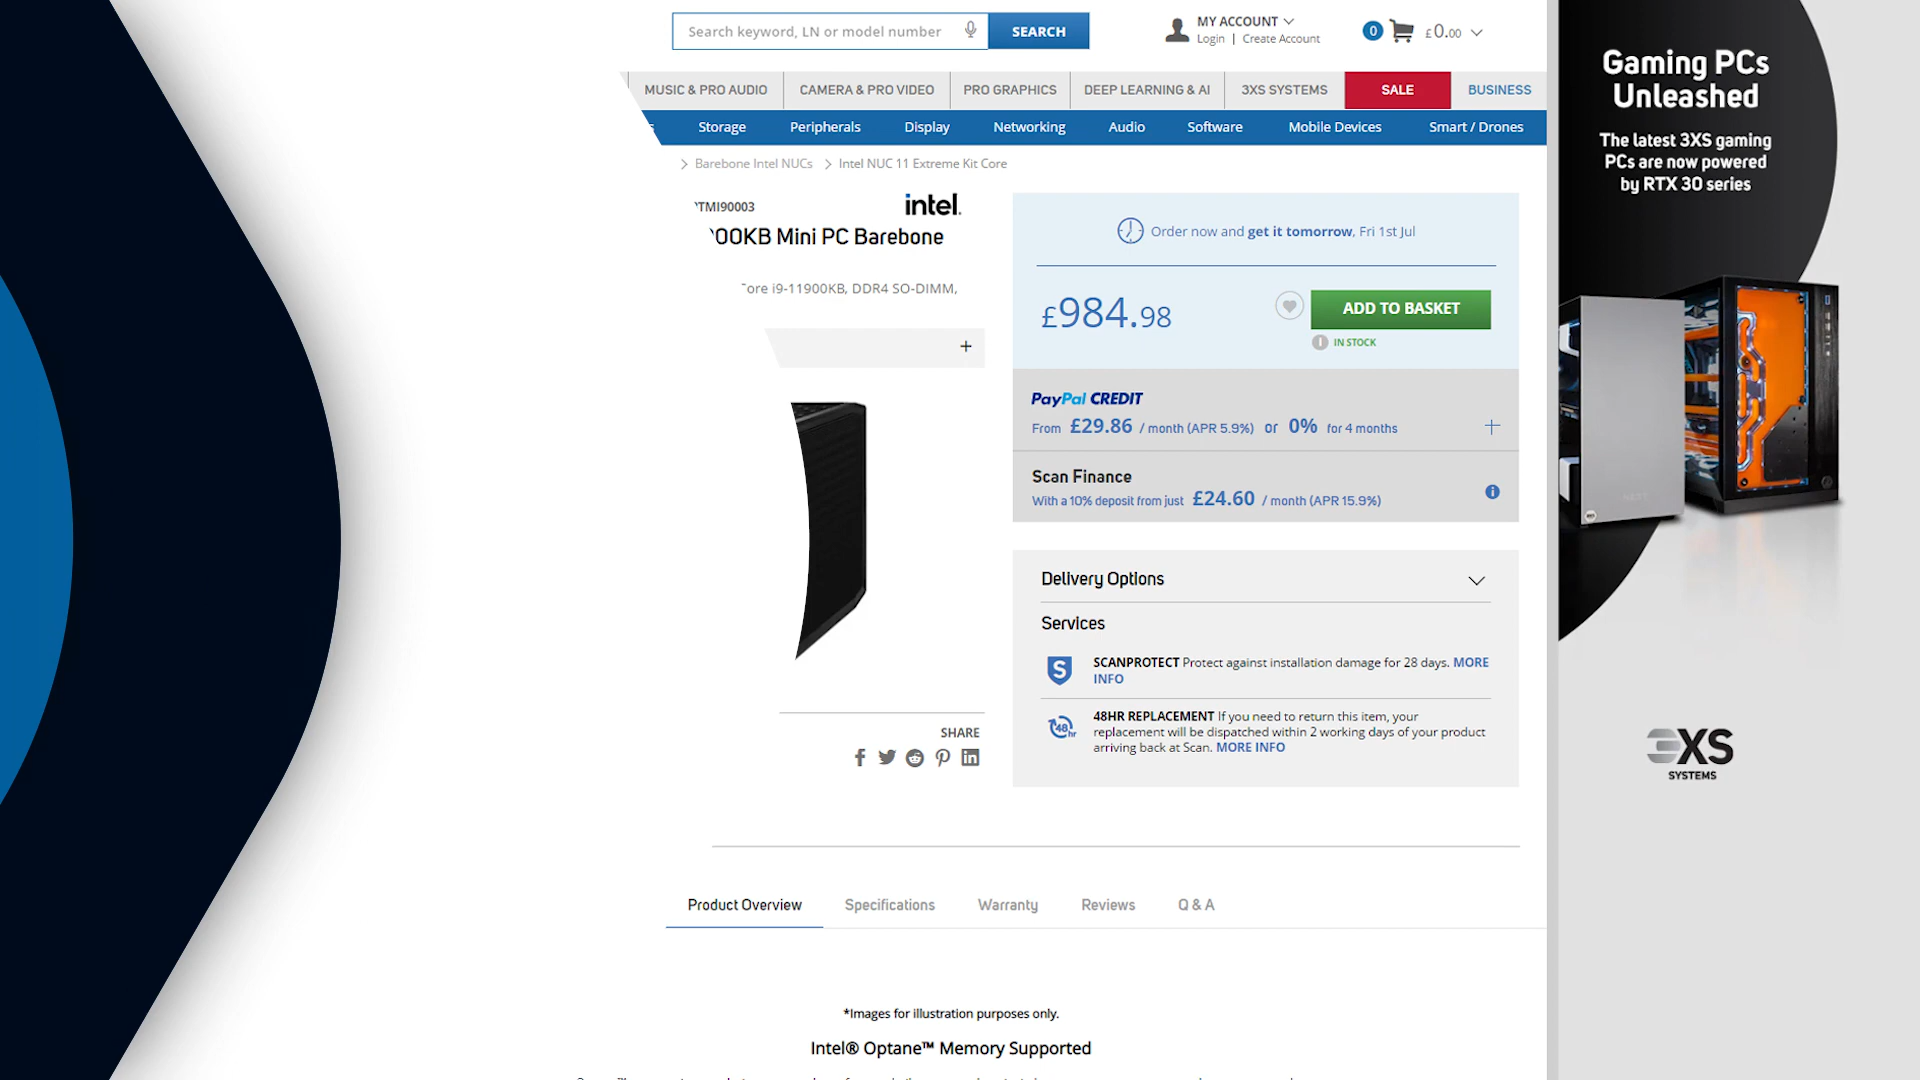 Search keyword, LN or model number
SEARCH
MY ACCOUNT
Login | Create Account
0
£0.00
MUSIC & PRO AUDIO
CAMERA & PRO VIDEO
PRO GRAPHICS
DEEP LEARNING & AI
3XS SYSTEMS
SALE
BUSINESS
Storage
Peripherals
Display
Networking
Audio
Software
Mobile Devices
Smart / Drones
Barebone Intel NUCs
Intel NUC 11 Extreme Kit Core
TMI90003
intel.
00KB Mini PC Barebone
ore i9-11900KB, DDR4 SO-DIMM,
+
SHARE
Order now and get it tomorrow, Fri 1st Jul
£984.98
ADD TO BASKET
IN STOCK
PayPal CREDIT
From £29.86 / month (APR 5.9%) or 0% for 4 months
Scan Finance
With a 10% deposit from just £24.60 / month (APR 15.9%)
Delivery Options
Services
SCANPROTECT Protect against installation damage for 28 days. MORE
INFO
48hr
48HR REPLACEMENT If you need to return this item, your
replacement will be dispatched within 2 working days of your product
arriving back at Scan. MORE INFO
Product Overview
Specifications
Warranty
Reviews
Q & A
*Images for illustration purposes only.
Intel® Optane™ Memory Supported
Gaming PCs
Unleashed
The latest 3XS gaming
PCs are now powered
by RTX 30 series
3XS
SYSTEMS